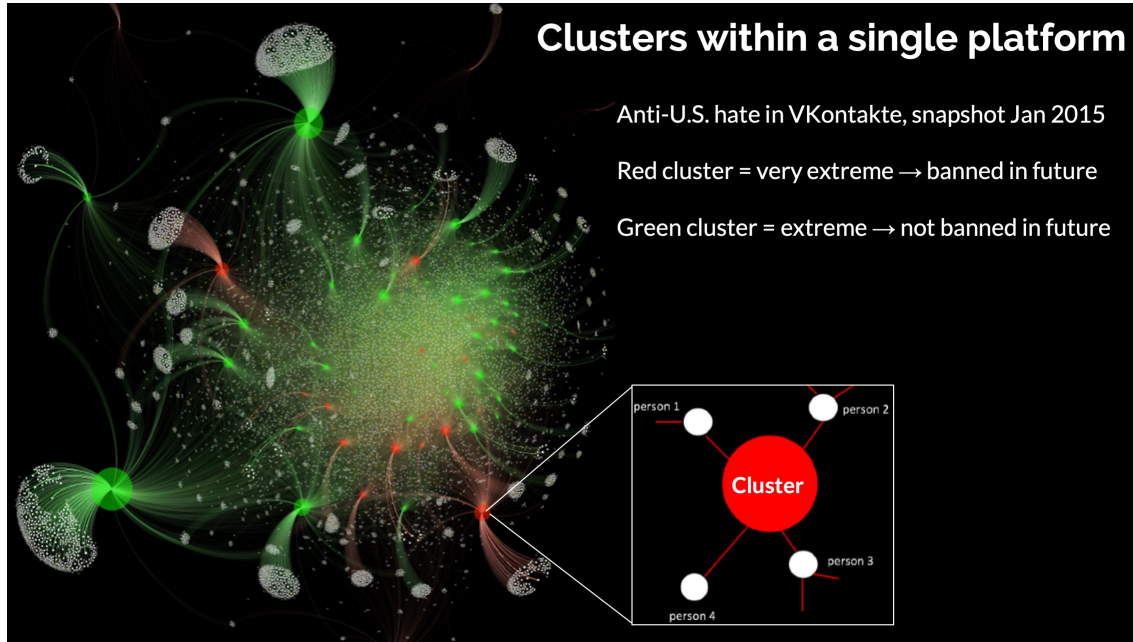 Clusters within a single platform
Anti-U.S. hate in VKontakte, snapshot Jan 2015
Red cluster = very extreme → banned in future
Green cluster = extreme → not banned in future
person 1
person 2
Cluster
person 3
person 4